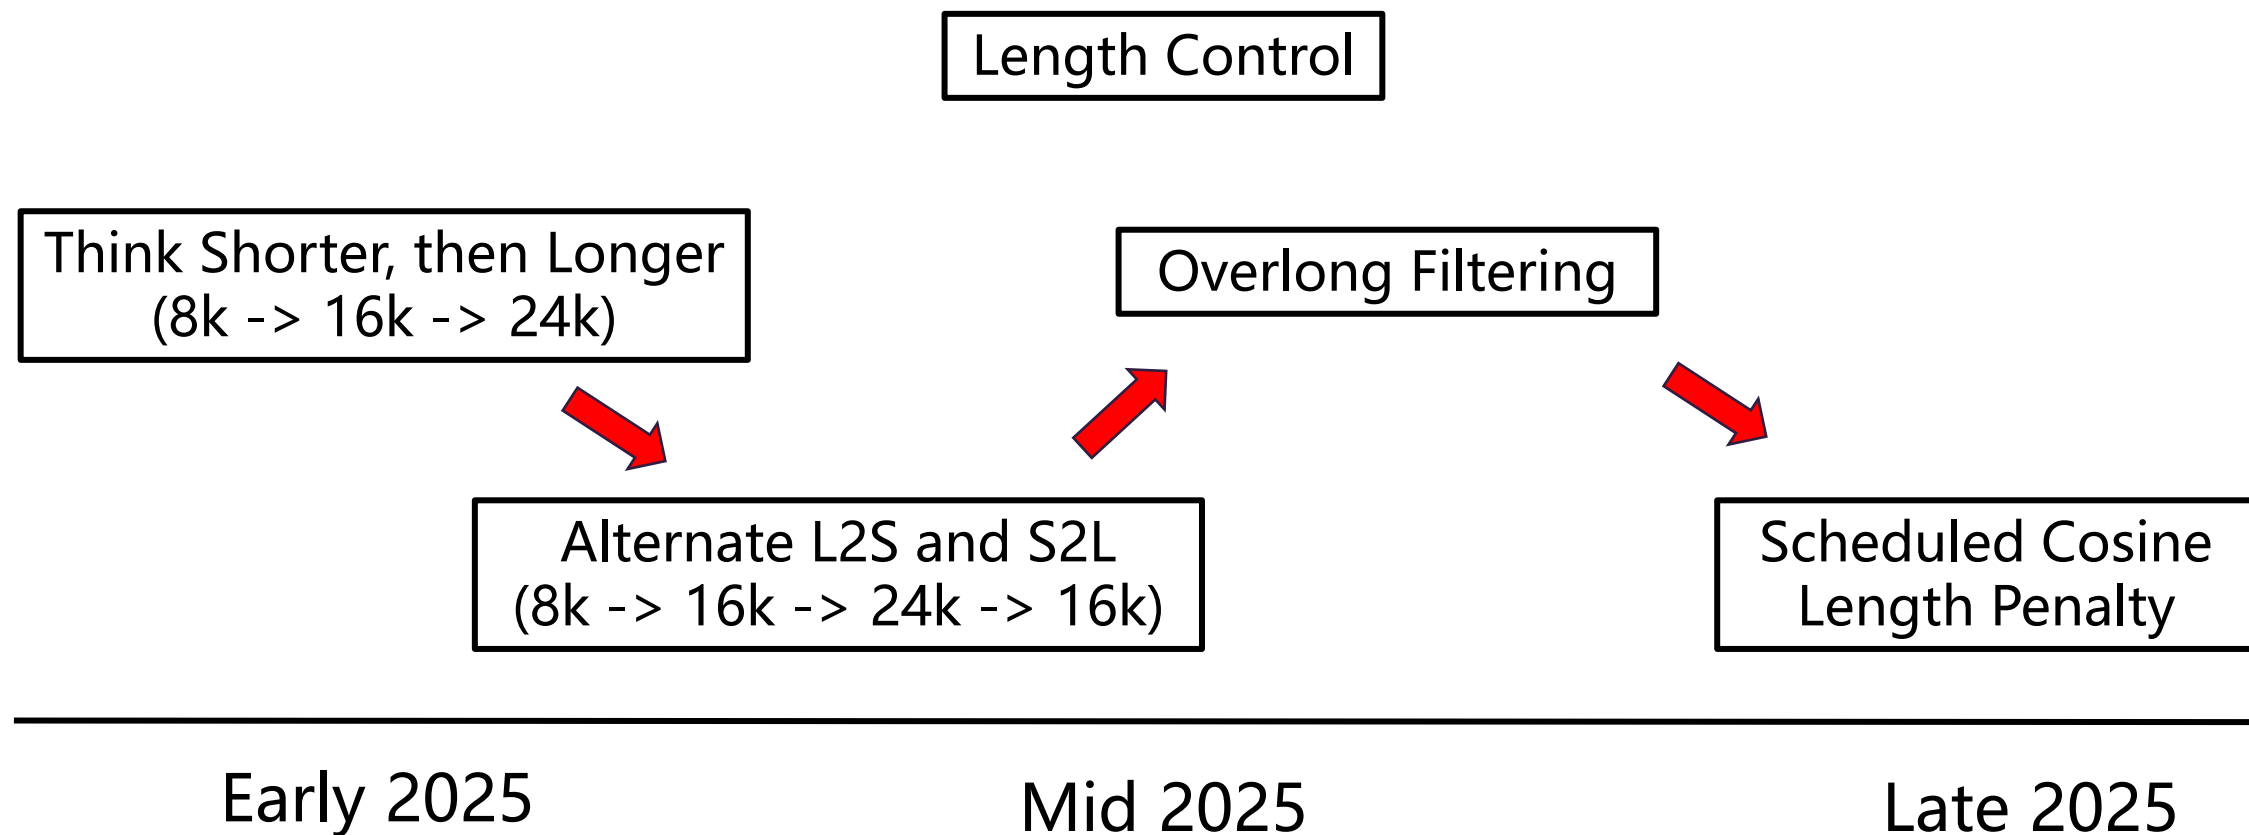 Length Control
Think Shorter, then Longer
(8k -> 16k -> 24k)
Overlong Filtering
Alternate L2S and S2L
(8k -> 16k -> 24k -> 16k)
Scheduled Cosine
Length Penalty
Early 2025
Mid 2025
Late 2025